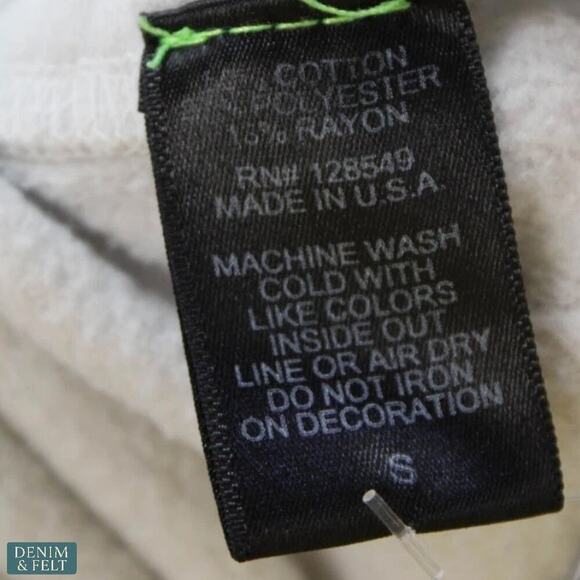 COTTON
POLYESTER
RAYON
RN# 128549
MADE IN U.S.A.
MACHINE WASH
COLD WITH
LIKE COLORS
INSIDE OUT
LINE OR AIR DRY
DO NOT IRON
ON DECORATION
S
DENIM
& FELT